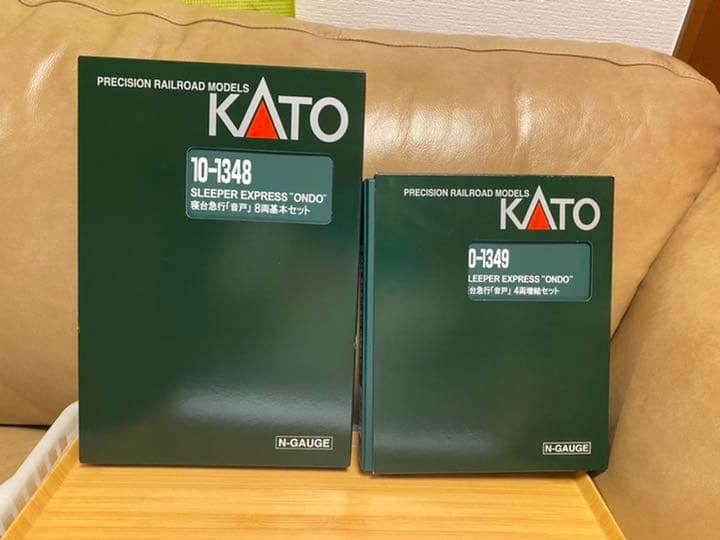 PRECISION RAILROAD MODELS
KATO
10-1348
SLEEPER EXPRESS "ONDO"
寝台急行「音戸」8両基本セット
N-GAUGE
PRECISION RAILROAD MODELS
KATO
0-1349
LEEPER EXPRESS "ONDO"
台急行「音戸」4両増結セット
N-GAUGE